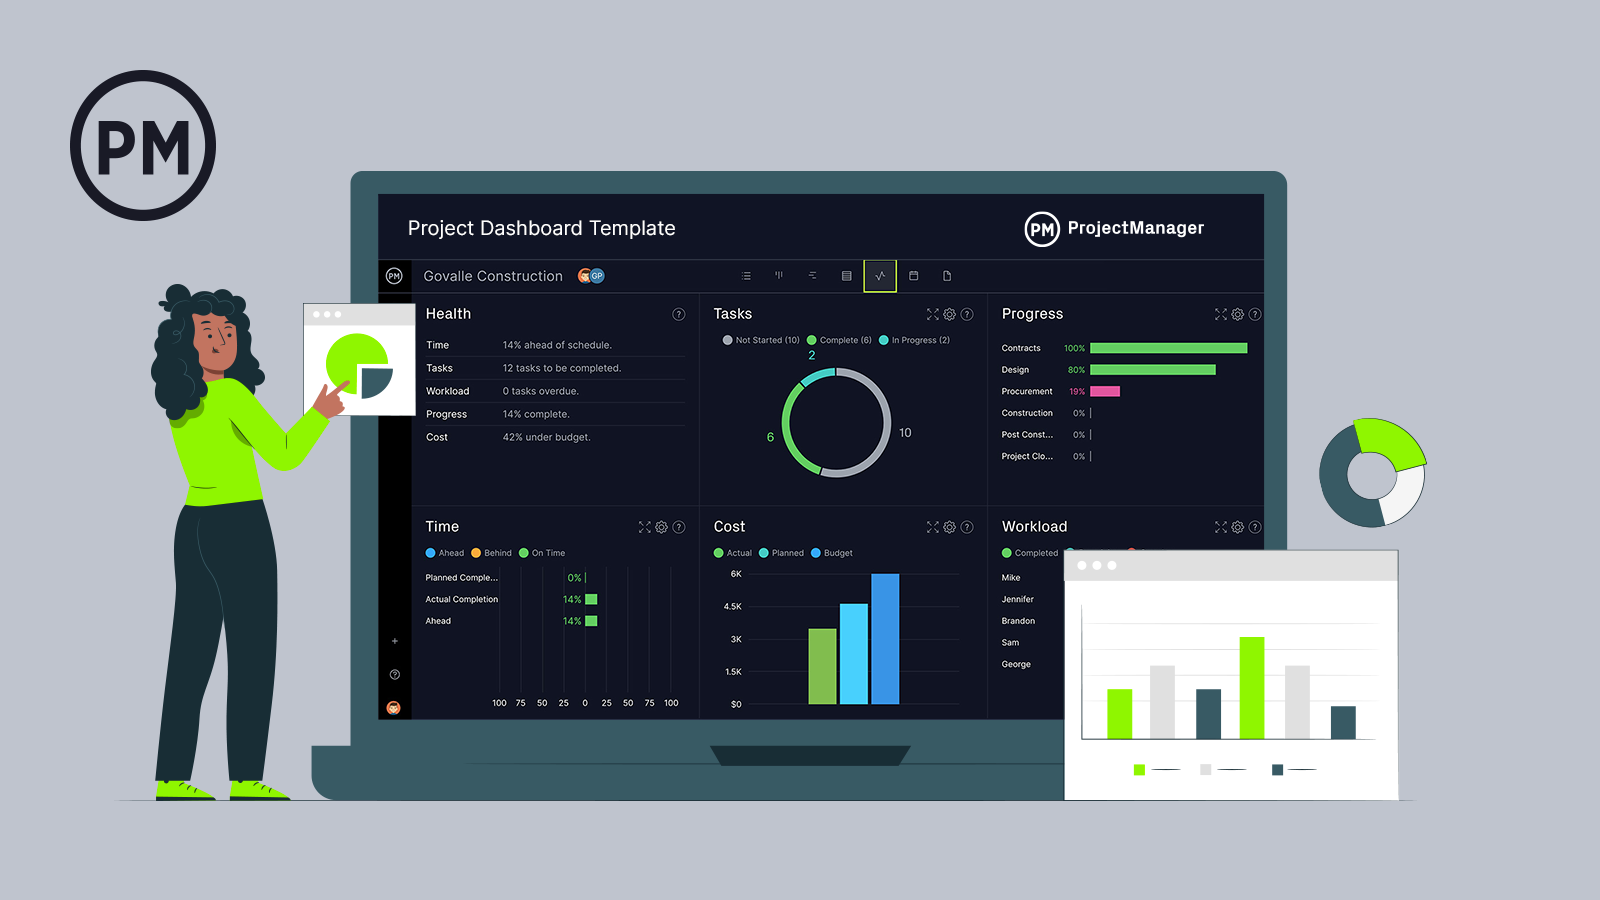 PM
Project Dashboard Template
PM ProjectManager
PM
Govalle Construction
GP
Health
Time 14% ahead of schedule.
Tasks 12 tasks to be completed.
Workload 0 tasks overdue.
Progress 14% complete.
Cost 42% under budget.
Tasks
Not Started (10) Complete (6) In Progress (2)
2
6
10
Progress
Contracts 100%
Design 80%
Procurement 19%
Construction 0%
Post Const... 0%
Project Clo... 0%
Time
Ahead Behind On Time
Planned Comple... 0%
Actual Completion 14%
Ahead 14%
100 75 50 25 0 25 50 75 100
Cost
Actual Planned Budget
6K
4.5K
3K
1.5K
$0
Workload
Completed
Mike
Jennifer
Brandon
Sam
George